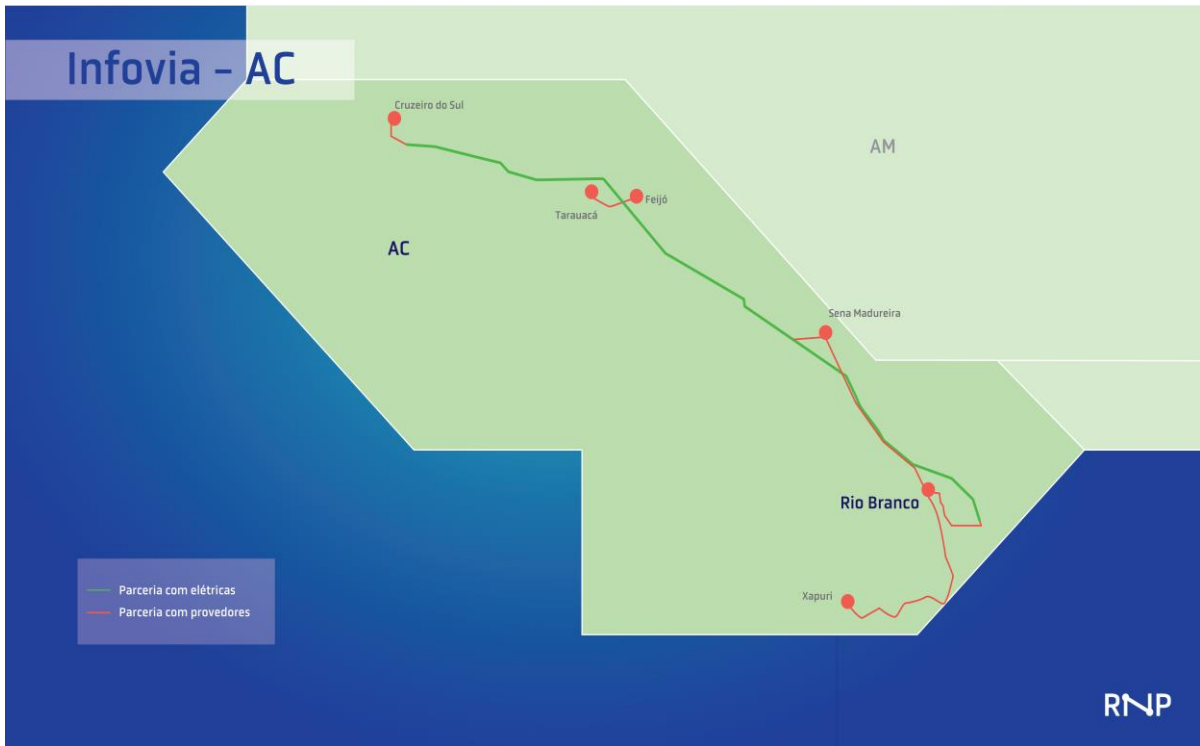 Infovia - AC
Cruzeiro do Sul
AM
Feijó
Tarauacá
AC
Sena Madureira
Rio Branco
Xapuri
Parceria com elétricas
Parceria com provedores
RNP